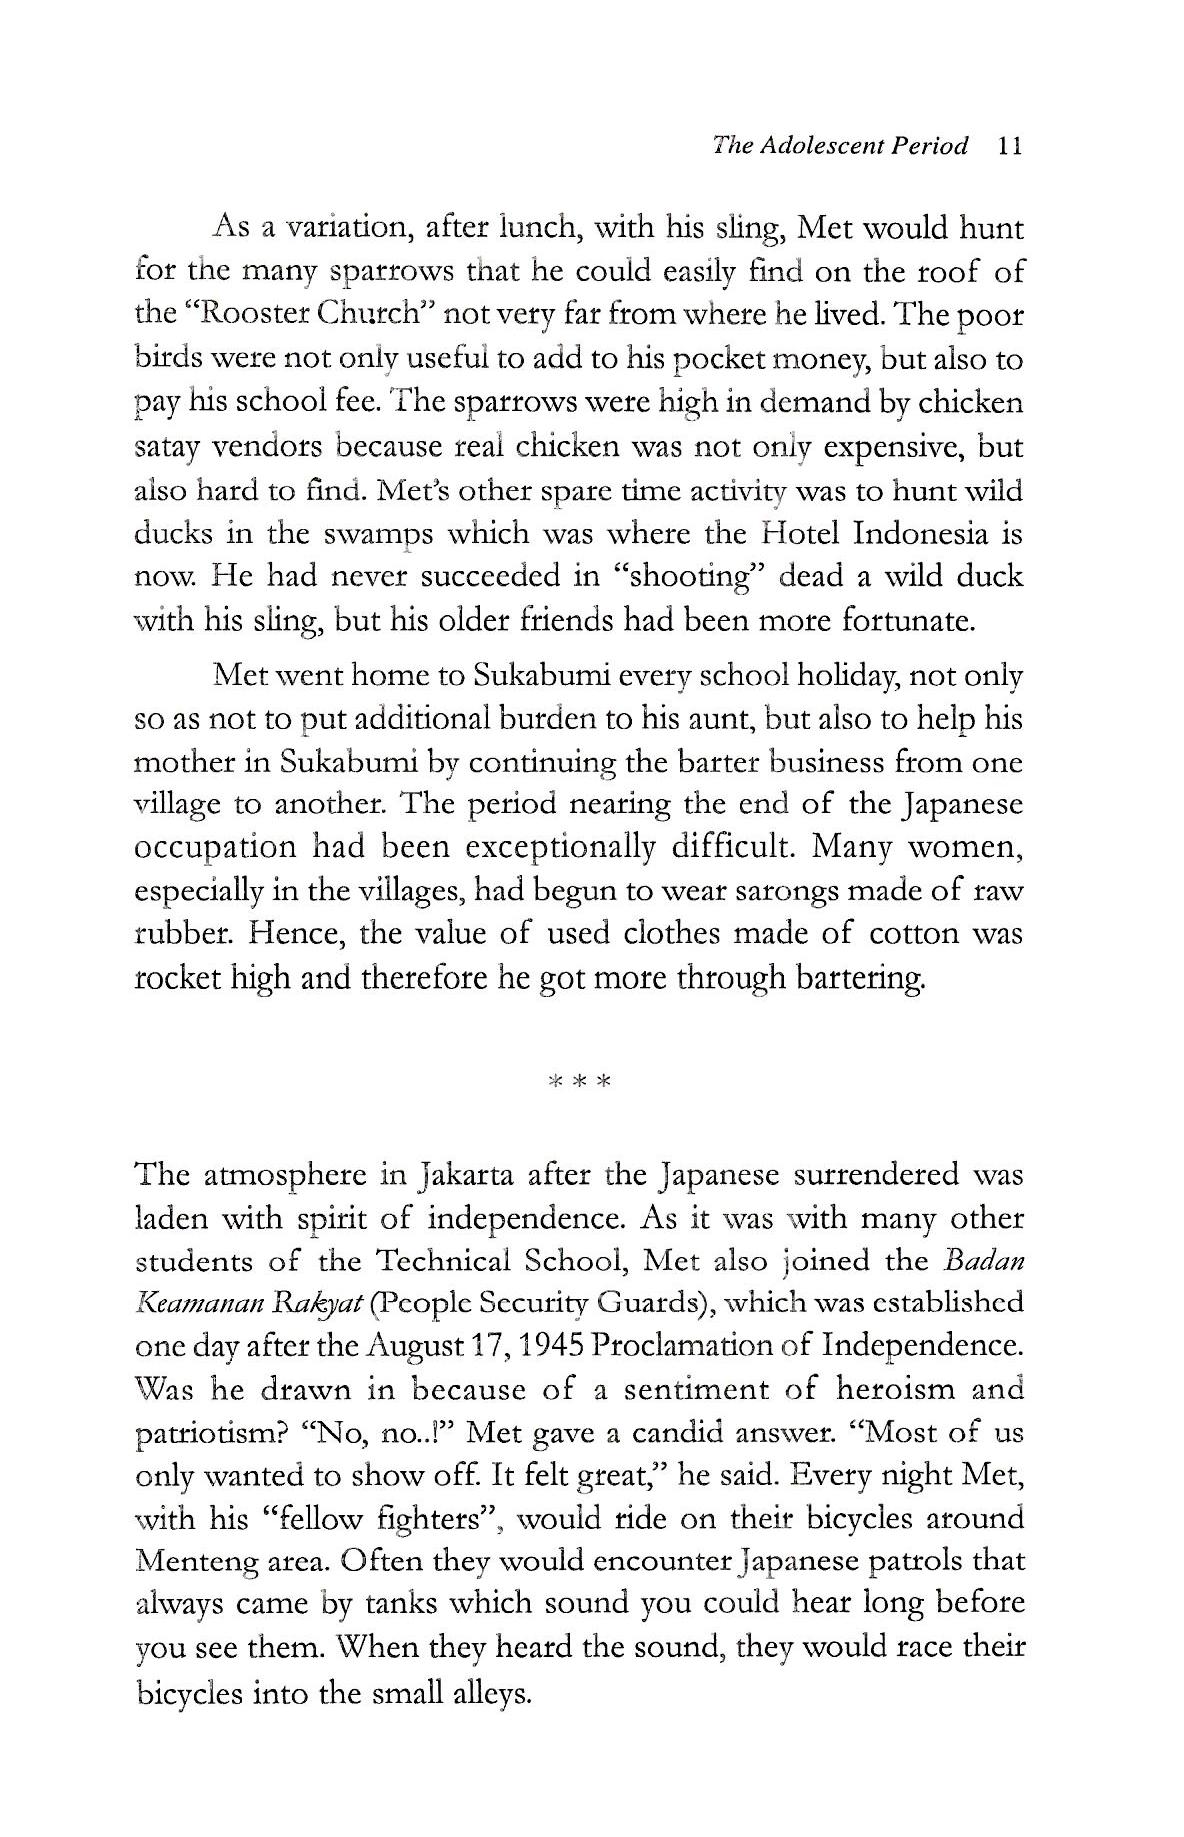 The Adolescent Period 11
As a variation, after lunch, with his sling, Met would hunt
for the many sparrows that he could easily find on the roof of
the “Rooster Church” not very far from where he lived. The poor
birds were not only useful to add to his pocket money, but also to
pay his school fee. The sparrows were high in demand by chicken
satay vendors because real chicken was not only expensive, but
also hard to find. Met’s other spare time activity was to hunt wild
ducks in the swamps which was where the Hotel Indonesia is
now. He had never succeeded in “shooting” dead a wild duck
with his sling, but his older friends had been more fortunate.
Met went home to Sukabumi every school holiday, not only
so as not to put additional burden to his aunt, but also to help his
mother in Sukabumi by continuing the barter business from one
village to another. The period nearing the end of the Japanese
occupation had been exceptionally difficult. Many women,
especially in the villages, had begun to wear sarongs made of raw
rubber. Hence, the value of used clothes made of cotton was
rocket high and therefore he got more through bartering.
* * *
The atmosphere in Jakarta after the Japanese surrendered was
laden with spirit of independence. As it was with many other
students of the Technical School, Met also joined the Badan
Keamanan Rakyat (People Security Guards), which was established
one day after the August 17, 1945 Proclamation of Independence.
Was he drawn in because of a sentiment of heroism and
patriotism? “No, no..!” Met gave a candid answer. “Most of us
only wanted to show off. It felt great,” he said. Every night Met,
with his “fellow fighters”, would ride on their bicycles around
Menteng area. Often they would encounter Japanese patrols that
always came by tanks which sound you could hear long before
you see them. When they heard the sound, they would race their
bicycles into the small alleys.